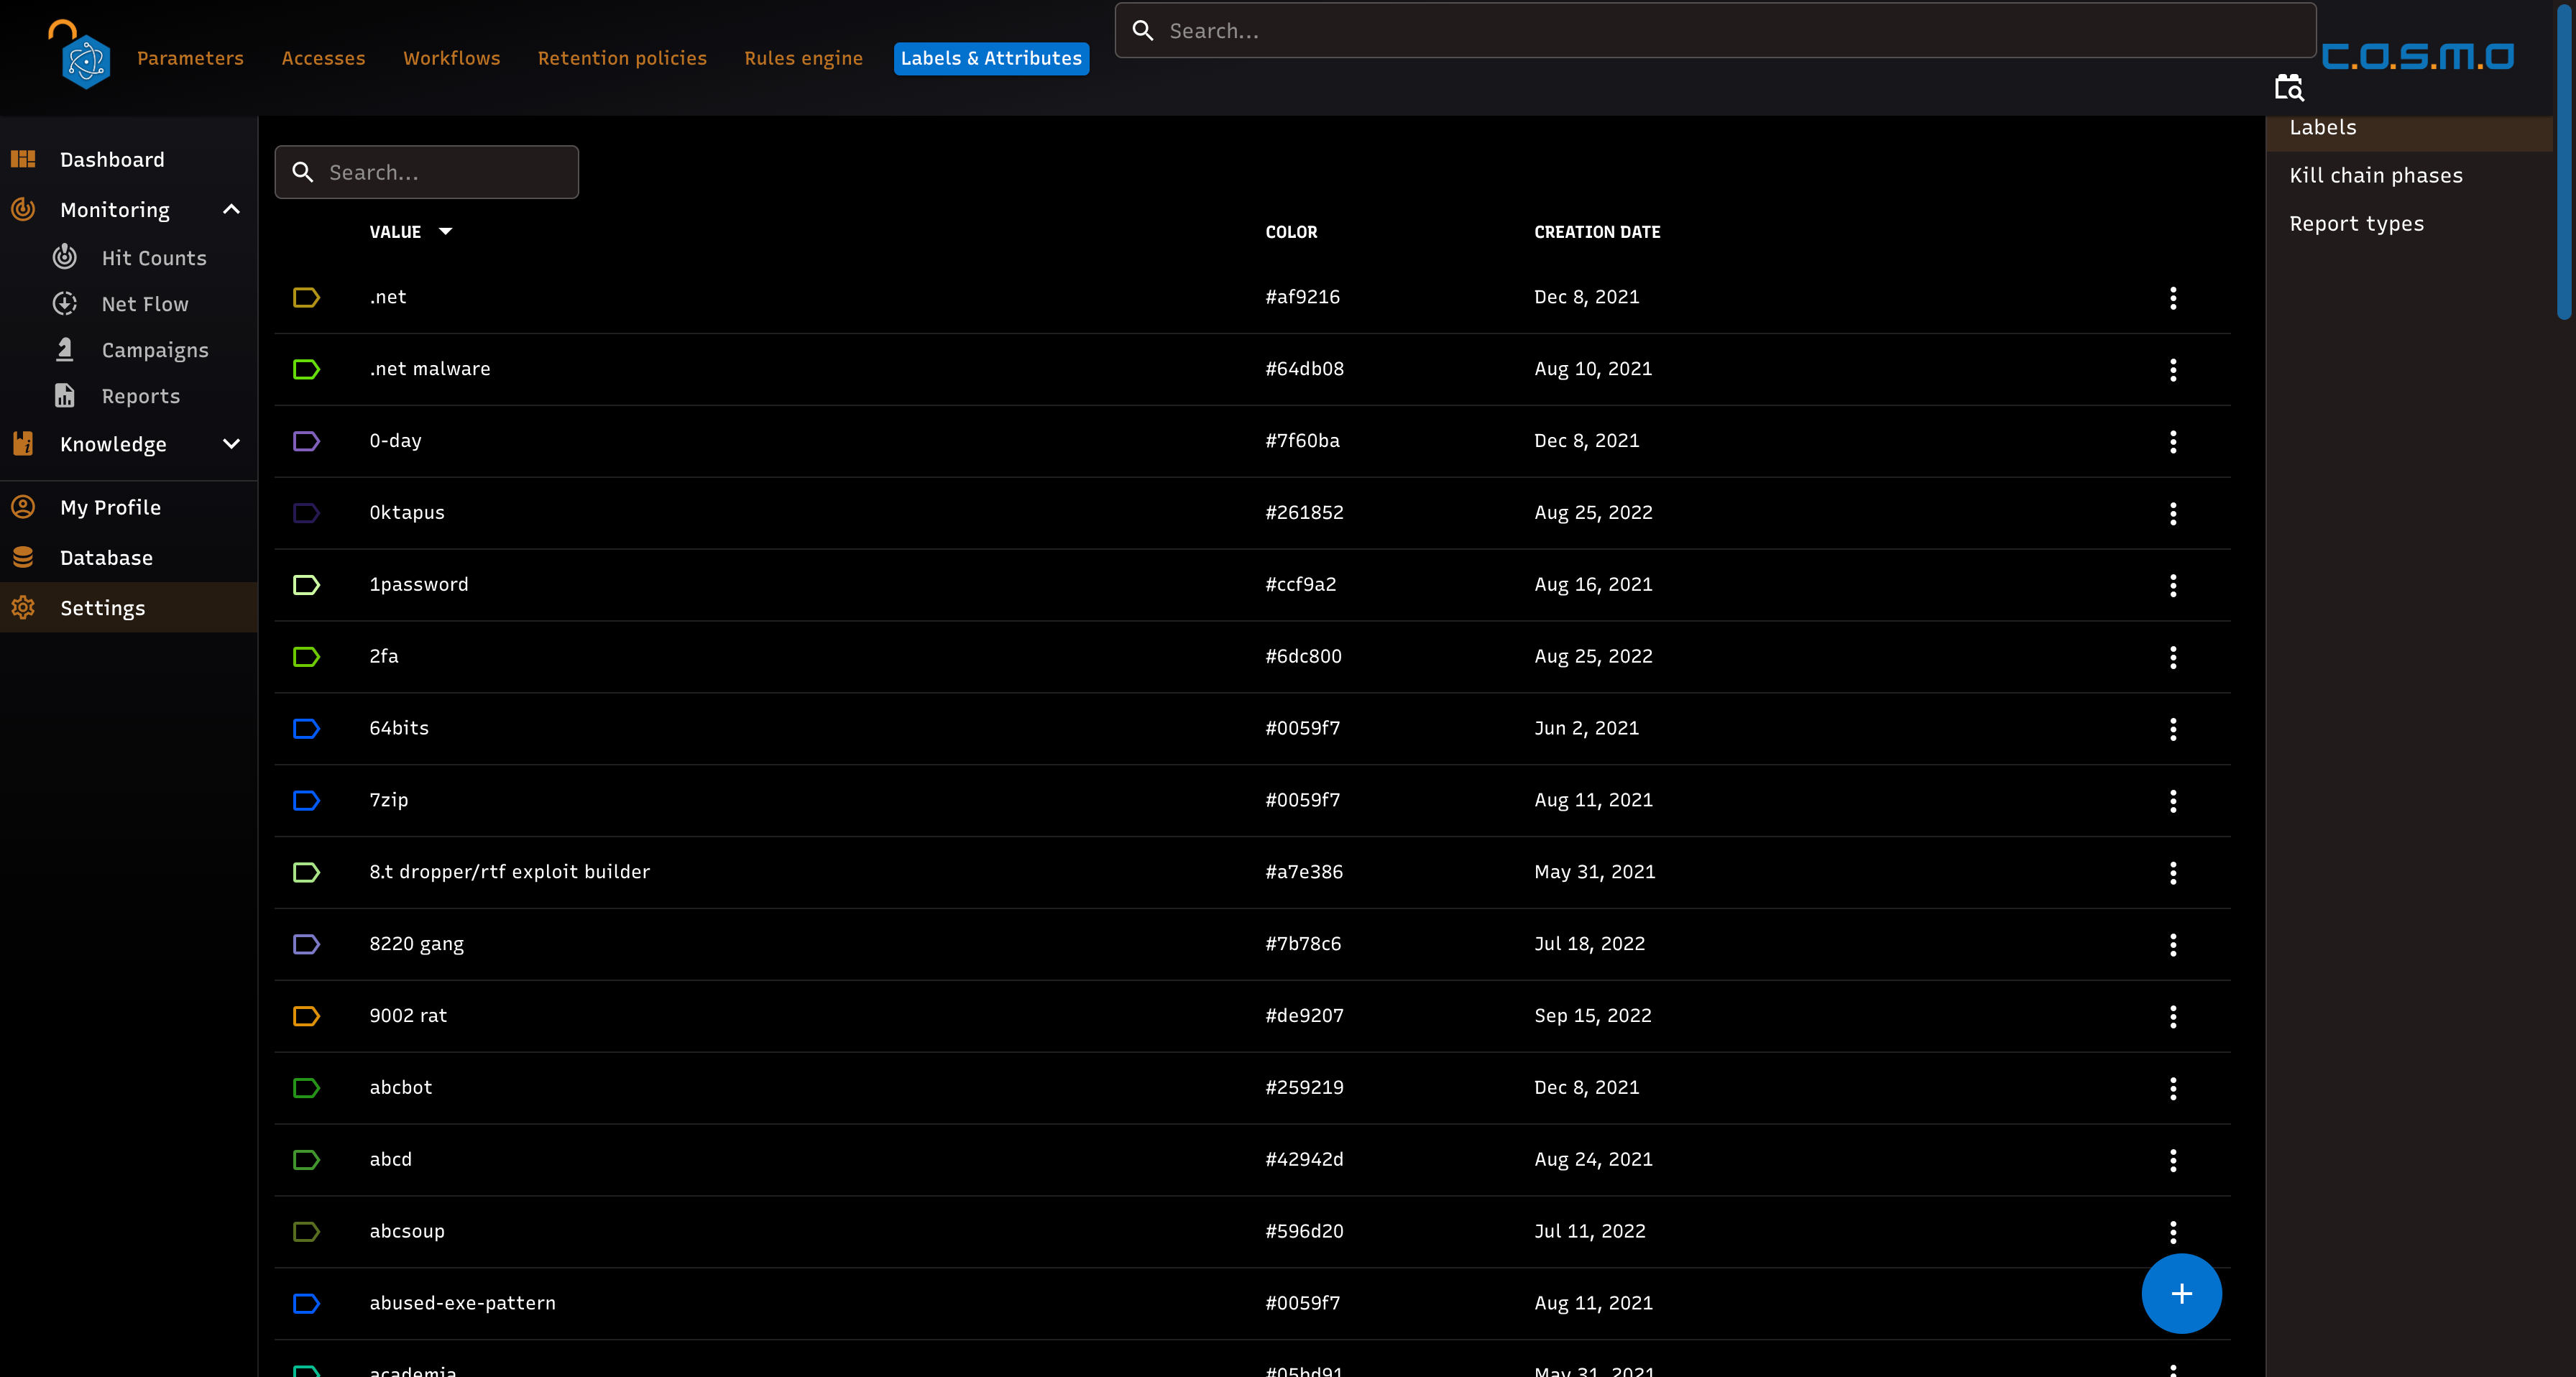 Parameters Accesses Workflows Retention policies Rules engine Labels & Attributes
Search...
c.o.s.m.o
Dashboard
Monitoring
Hit Counts
Net Flow
Campaigns
Reports
Knowledge
My Profile
Database
Settings
Search...
VALUE COLOR CREATION DATE
.net #af9216 Dec 8, 2021
.net malware #64db08 Aug 10, 2021
0-day #7f60ba Dec 8, 2021
0ktapus #261852 Aug 25, 2022
1password #ccf9a2 Aug 16, 2021
2fa #6dc800 Aug 25, 2022
64bits #0059f7 Jun 2, 2021
7zip #0059f7 Aug 11, 2021
8.t dropper/rtf exploit builder #a7e386 May 31, 2021
8220 gang #7b78c6 Jul 18, 2022
9002 rat #de9207 Sep 15, 2022
abcbot #259219 Dec 8, 2021
abcd #42942d Aug 24, 2021
abcsoup #596d20 Jul 11, 2022
abused-exe-pattern #0059f7 Aug 11, 2021
academia #05bd91 May 31, 2021
Labels
Kill chain phases
Report types